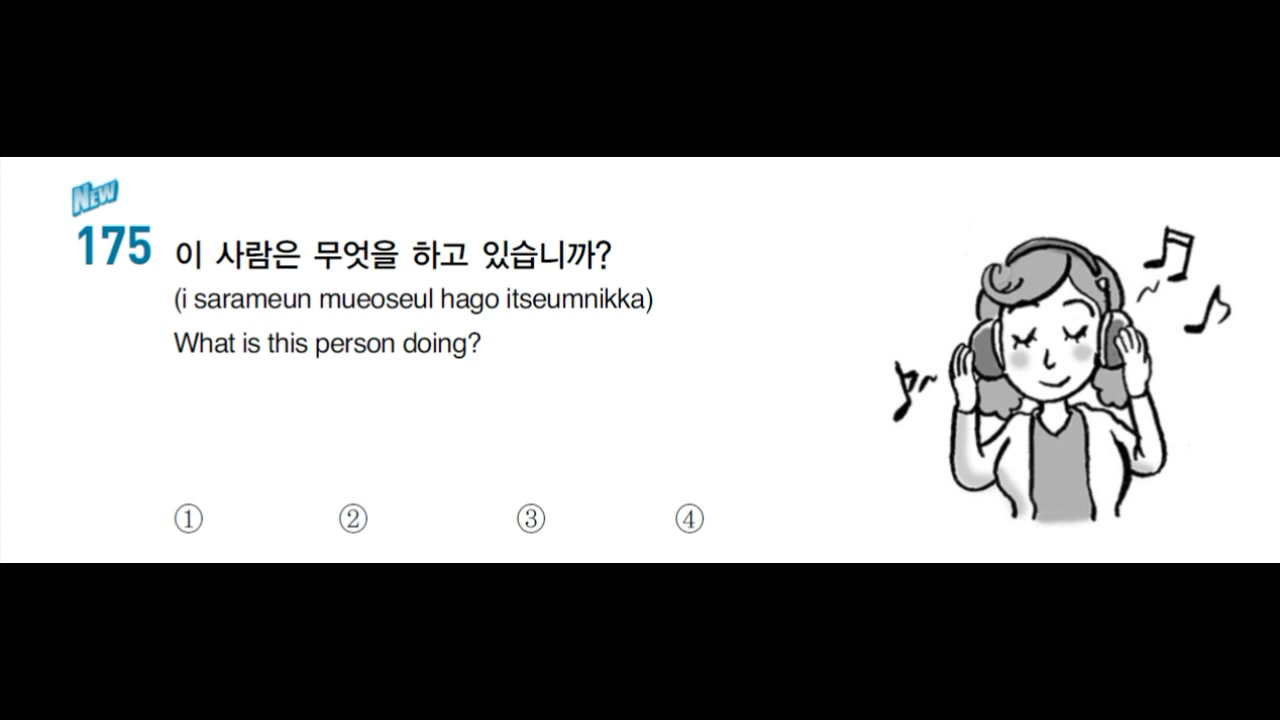 NEW
175 이 사람은 무엇을 하고 있습니까?
(i sarameun mueoseul hago itseumnikka)
What is this person doing?
① ② ③ ④